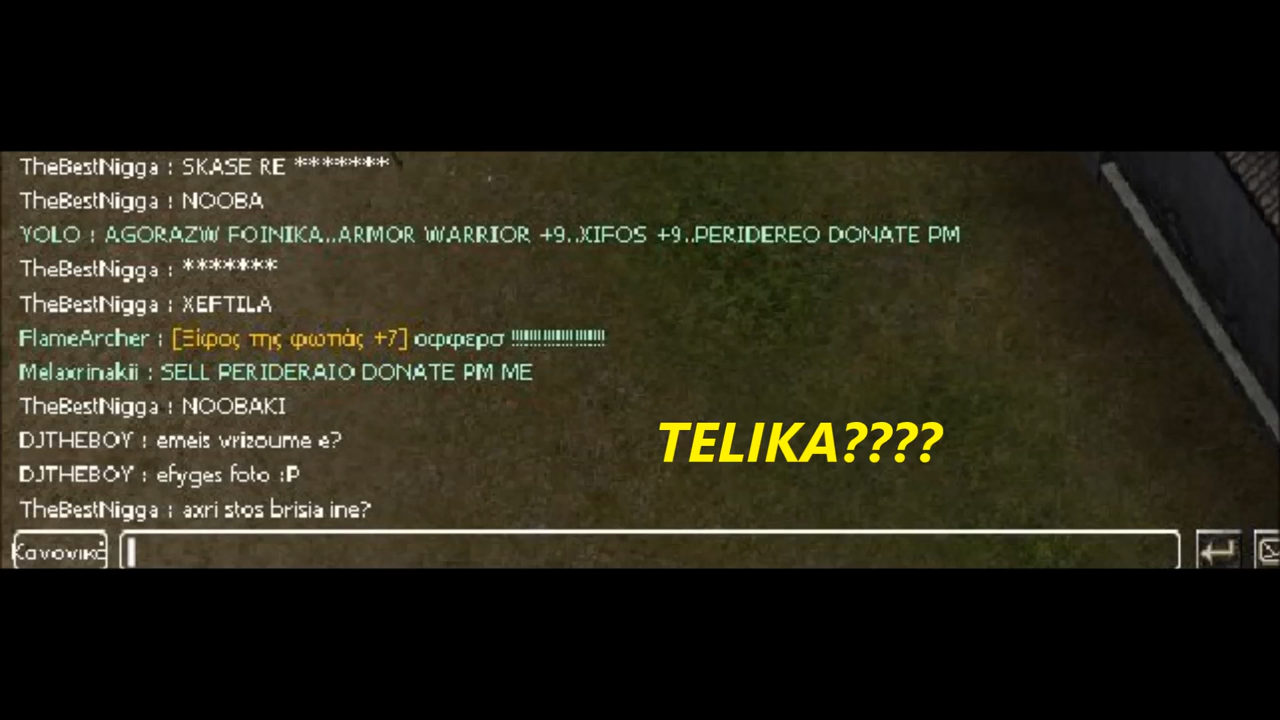 TheBestNigga : SKASE RE *******
TheBestNigga : NOOBA
YOLO : AGORAZW FOINIKA..ARMOR WARRIOR +9..XIFOS +9..PERIDEREO DONATE PM
TheBestNigga : *******
TheBestNigga : XEFTILA
FlameArcher : [Ξίφος της φωτιάς +7] οφφερσ !!!!!!!!!!!!!!!!!!!!!!
Melaxrinakii : SELL PERIDERAIO DONATE PM ME
TheBestNigga : NOOBAKI
DJTHEBOY : emeis vrizoume e?
TELIKA????
DJTHEBOY : efyges foto :P
TheBestNigga : axri stos brisia ine?
Κανονικό